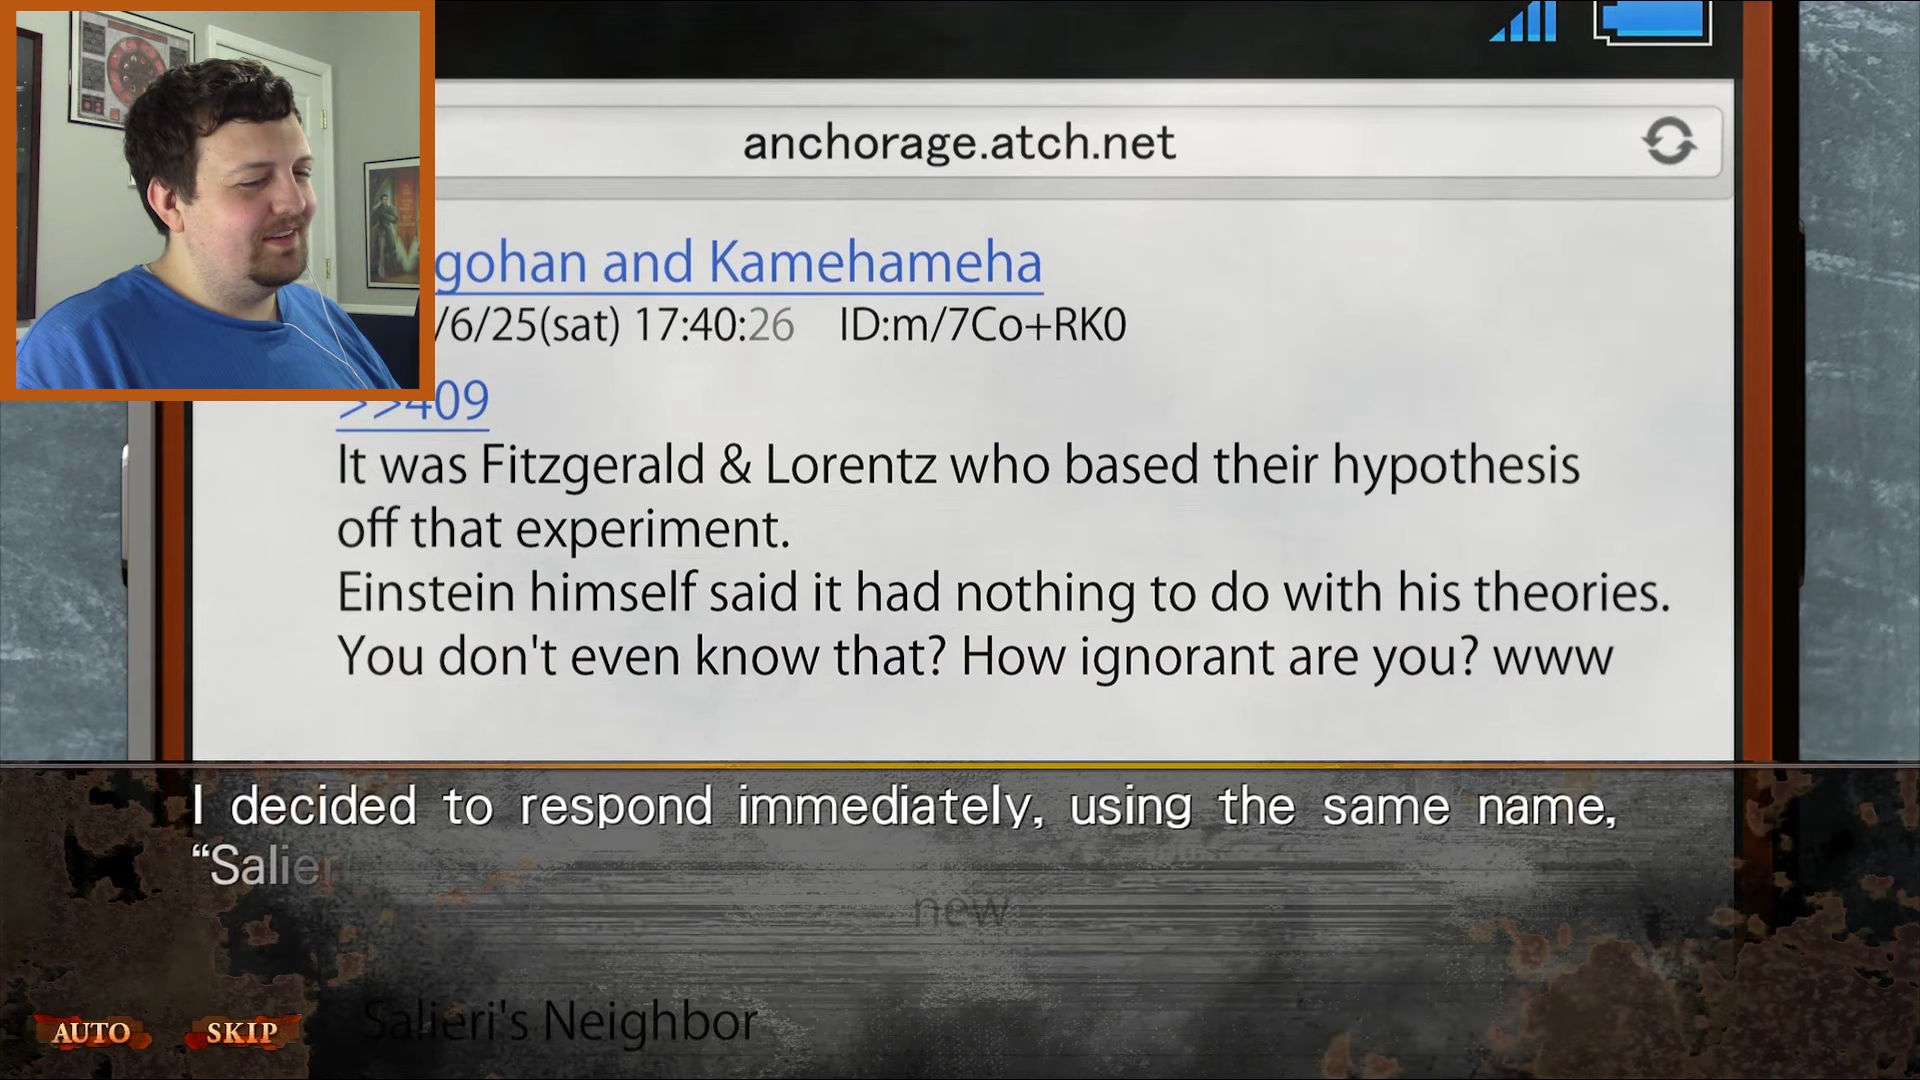 anchorage.atch.net
gohan and Kamehameha
/6/25(sat) 17:40:26 ID:m/7Co+RK0
>>409
It was Fitzgerald & Lorentz who based their hypothesis
off that experiment.
Einstein himself said it had nothing to do with his theories.
You don't even know that? How ignorant are you? www
I decided to respond immediately, using the same name,
“Salieri
new
Salieri's Neighbor
AUTO SKIP